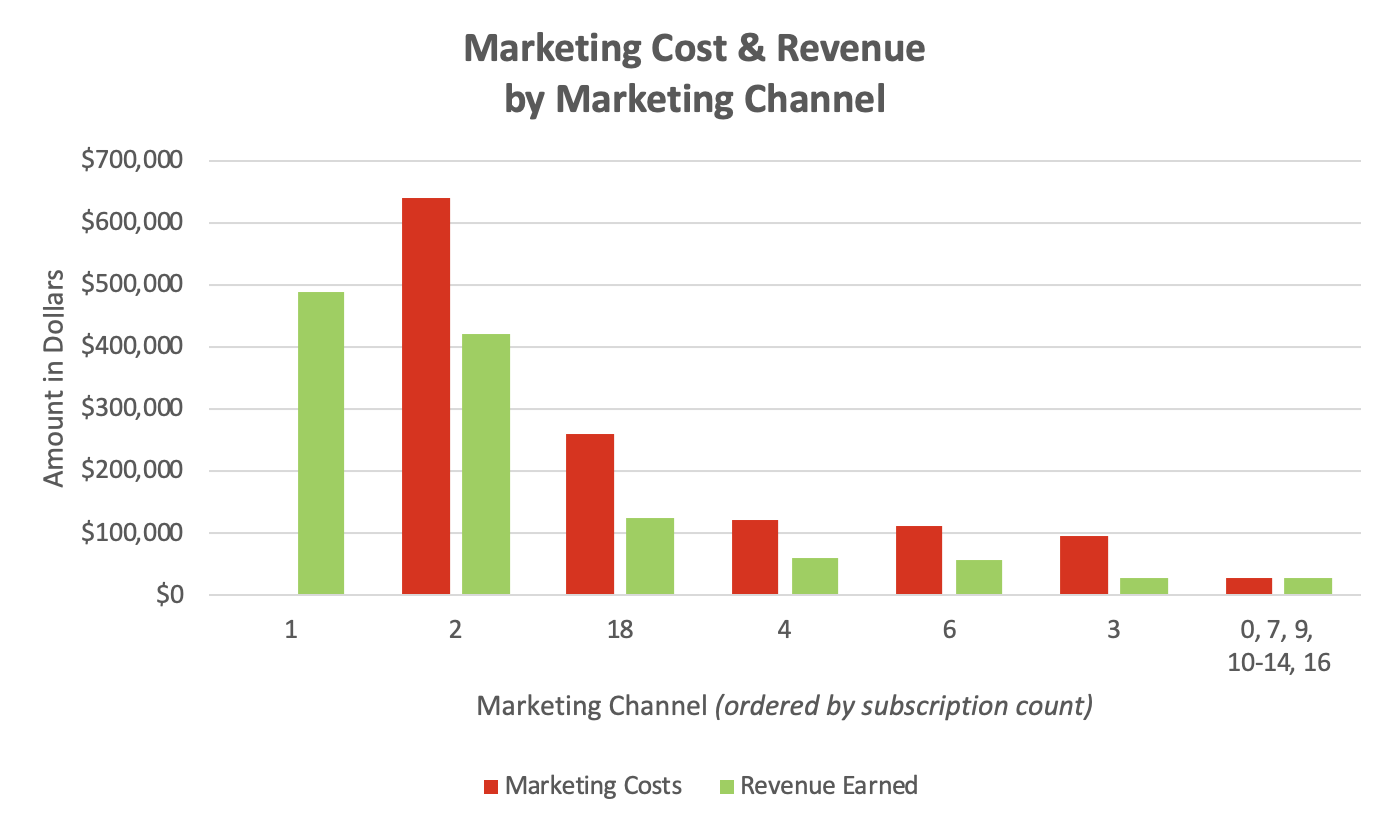 Marketing Cost & Revenue
by Marketing Channel
$700,000
$600,000
$500,000
$400,000
$300,000
$200,000
$100,000
$0
Amount in Dollars
1 2 18 4 6 3 0, 7, 9,
10-14, 16
Marketing Channel (ordered by subscription count)
Marketing Costs Revenue Earned